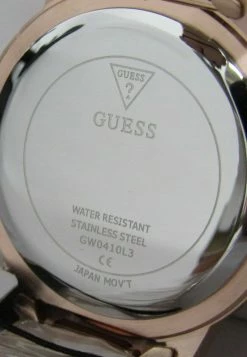 GUESS
?
GUESS
WATER RESISTANT
STAINLESS STEEL
GW0410L3
CE
JAPAN MOV'T